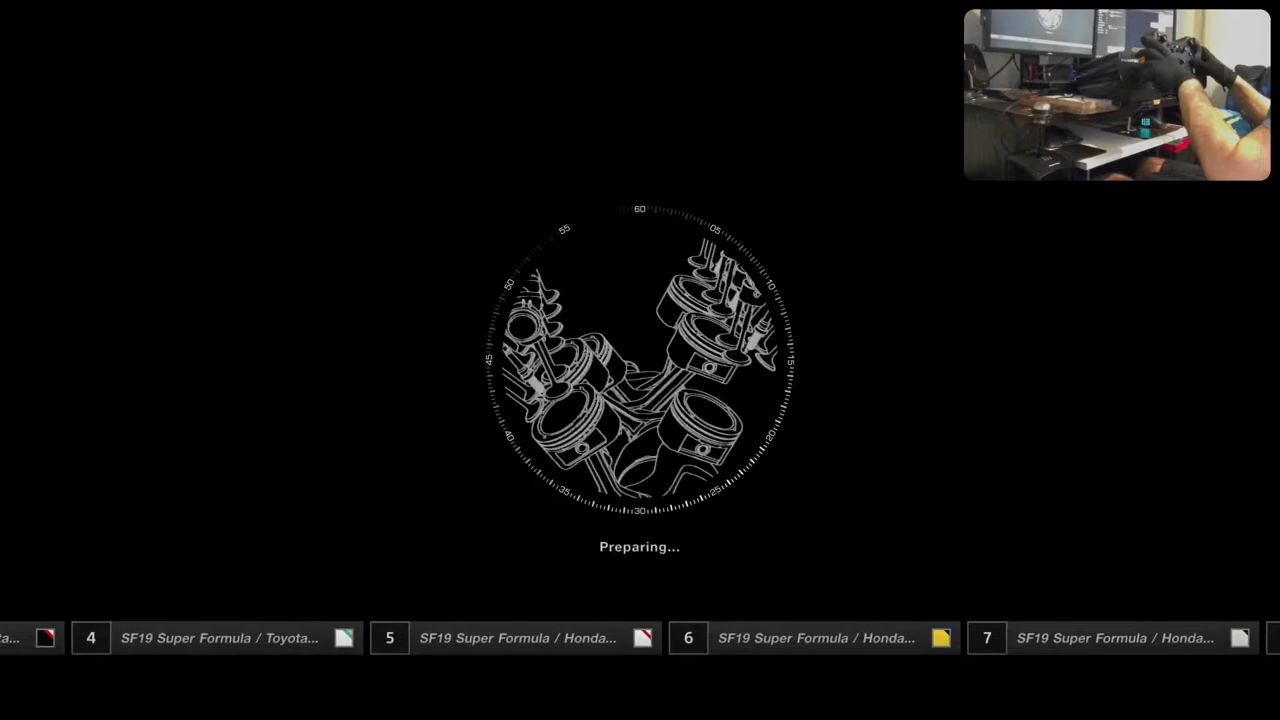 60
55
05
50
10
45
15
40
20
35
25
30
Preparing...
ta...
4 SF19 Super Formula / Toyota...
5 SF19 Super Formula / Honda...
6 SF19 Super Formula / Honda...
7 SF19 Super Formula / Honda...